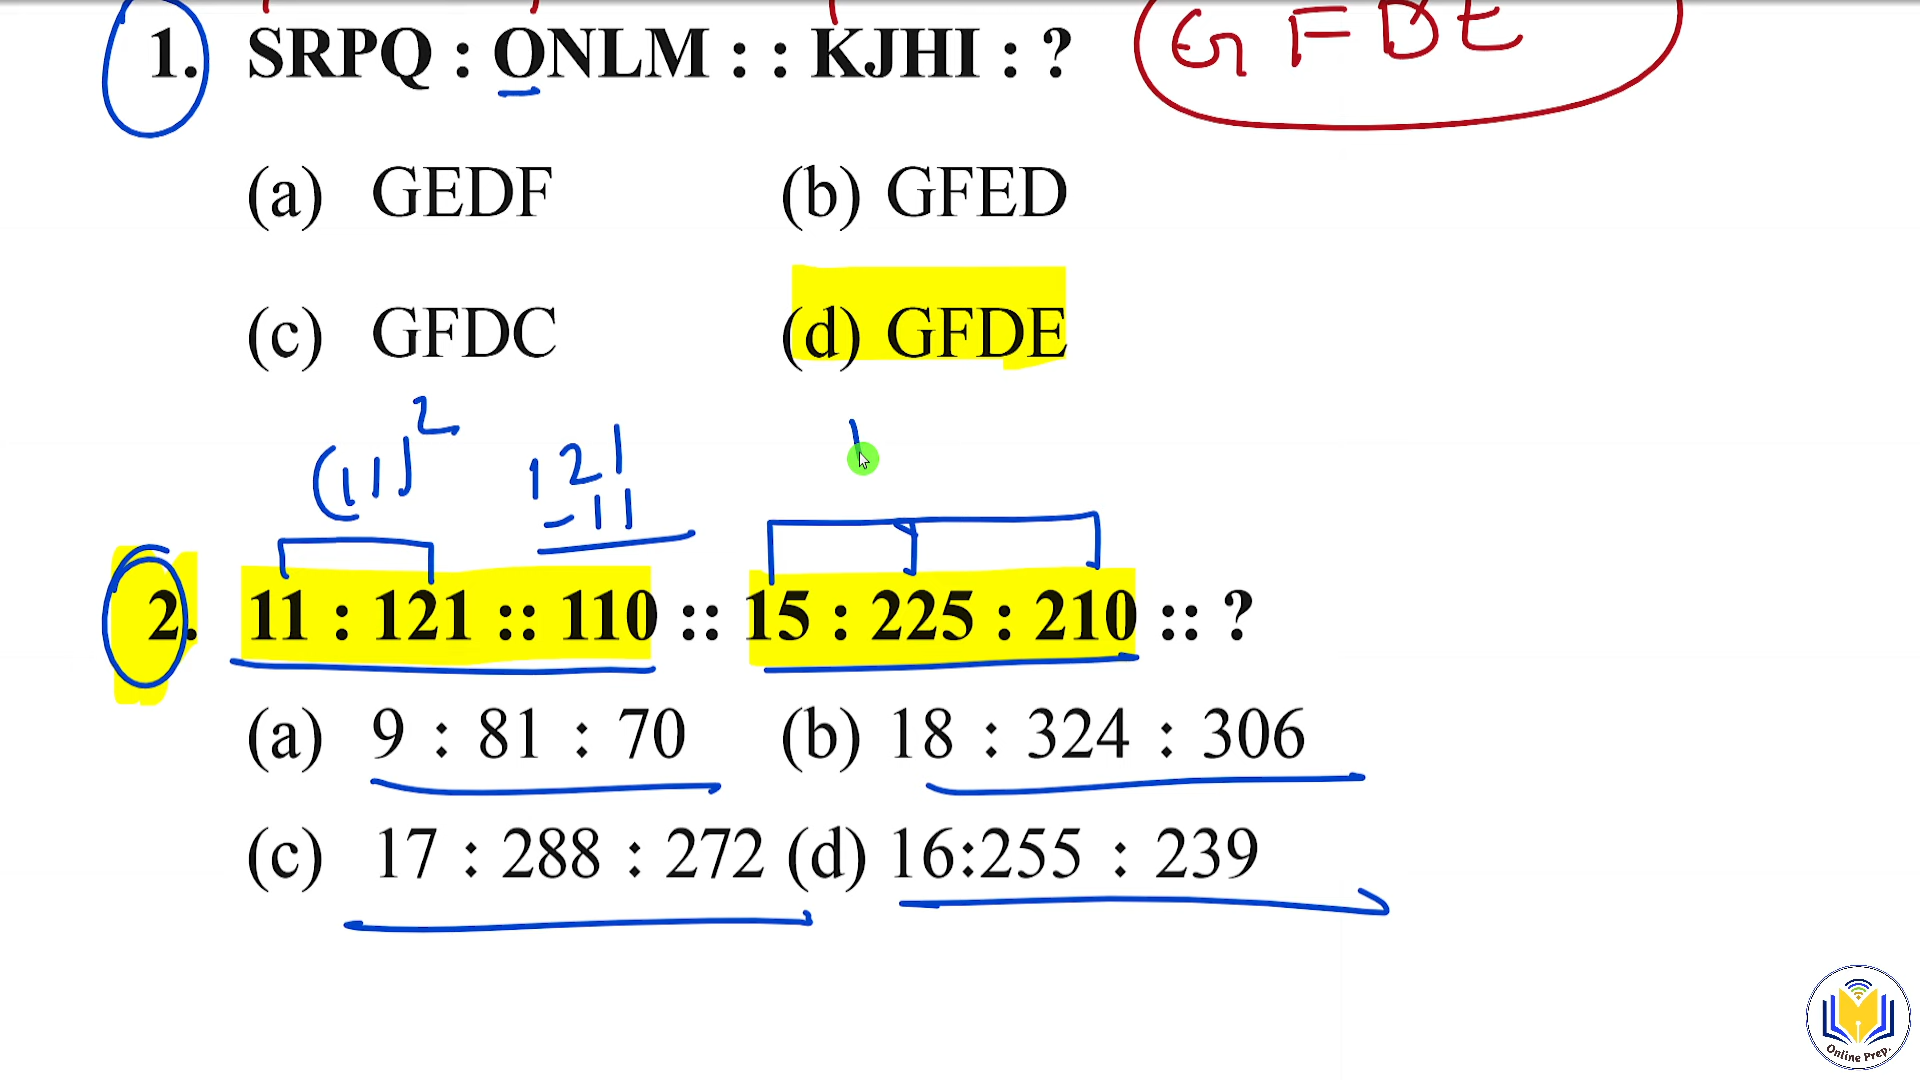 G F D E
1. SRPQ : ONLM : : KJHI : ?
(a) GEDF (b) GFED
(c) GFDC (d) GFDE
(11)² 121
-11
2. 11 : 121 :: 110 :: 15 : 225 : 210 :: ?
(a) 9 : 81 : 70 (b) 18 : 324 : 306
(c) 17 : 288 : 272 (d) 16:255 : 239
Online Prep.